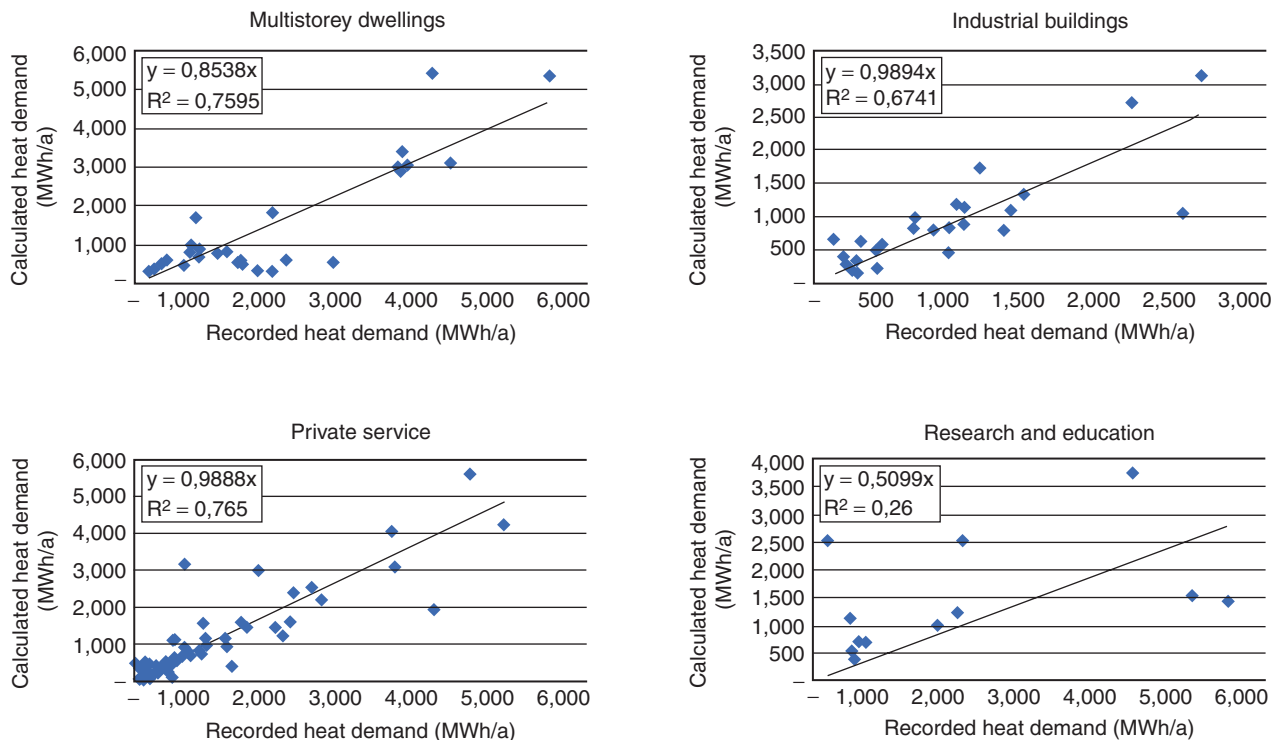 Multistorey dwellings
Calculated heat demand
(MWh/a)
6,000
5,000
4,000
3,000
2,000
1,000
–
y = 0,8538x
R² = 0,7595
– 1,000 2,000 3,000 4,000 5,000 6,000
Recorded heat demand (MWh/a)
Industrial buildings
Calculated heat demand
(MWh/a)
3,500
3,000
2,500
2,000
1,500
1,000
500
–
y = 0,9894x
R² = 0,6741
– 500 1,000 1,500 2,000 2,500 3,000
Recorded heat demand (MWh/a)
Private service
Calculated heat demand
(MWh/a)
6,000
5,000
4,000
3,000
2,000
1,000
–
y = 0,9888x
R² = 0,765
– 1,000 2,000 3,000 4,000 5,000 6,000
Recorded heat demand (MWh/a)
Research and education
Calculated heat demand
(MWh/a)
4,000
3,500
3,000
2,500
2,000
1,500
1,000
500
–
y = 0,5099x
R² = 0,26
– 1,000 2,000 3,000 4,000 5,000 6,000
Recorded heat demand (MWh/a)